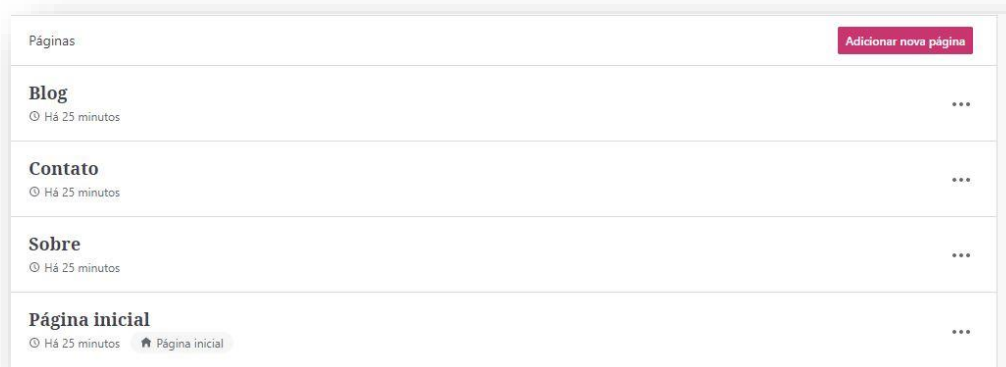 Páginas
Adicionar nova página
Blog
Há 25 minutos
Contato
Há 25 minutos
Sobre
Há 25 minutos
Página inicial
Há 25 minutos Página inicial